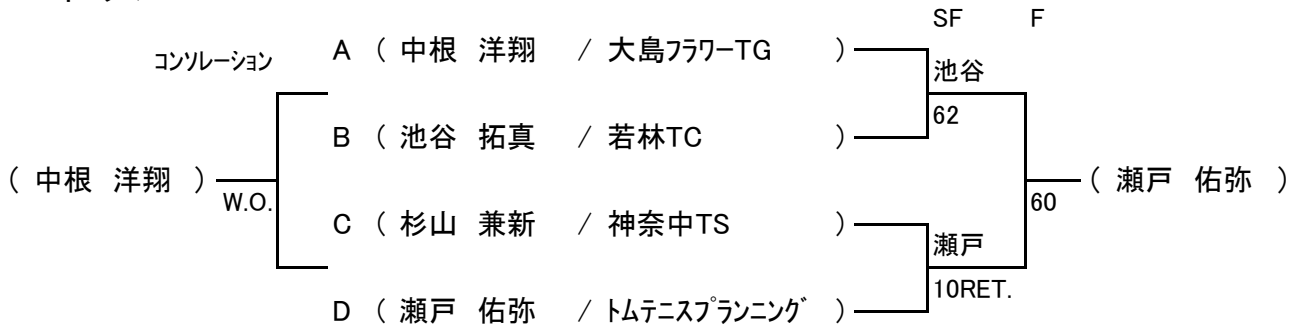 SF F
コンソレーション A ( 中根 洋翔 / 大島フラワーTG )
池谷
62
B ( 池谷 拓真 / 若林TC )
( 中根 洋翔 ) W.O. 60 ( 瀬戸 佑弥 )
C ( 杉山 兼新 / 神奈中TS )
瀬戸
10RET.
D ( 瀬戸 佑弥 / トムテニスプランニング )